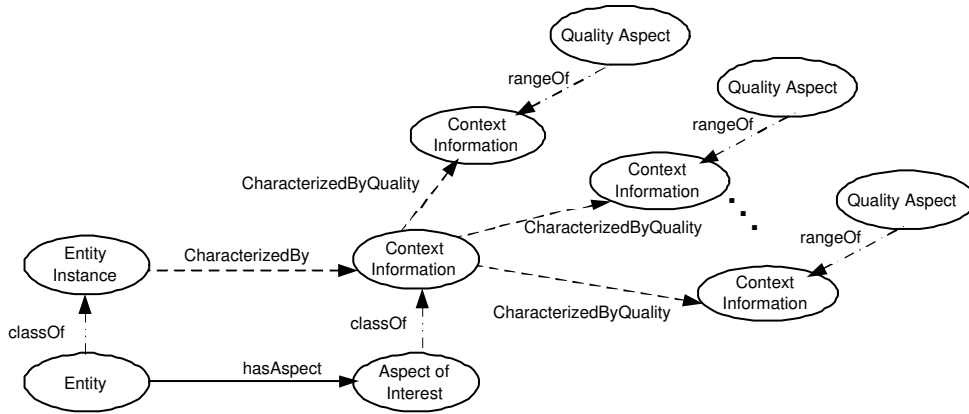 Quality Aspect
rangeOf
Context
Information
Quality Aspect
rangeOf
Context
Information
CharacterizedByQuality
Quality Aspect
rangeOf
Context
Information
CharacterizedByQuality
Entity
Instance
CharacterizedBy
Context
Information
CharacterizedByQuality
classOf
classOf
Entity
hasAspect
Aspect of
Interest